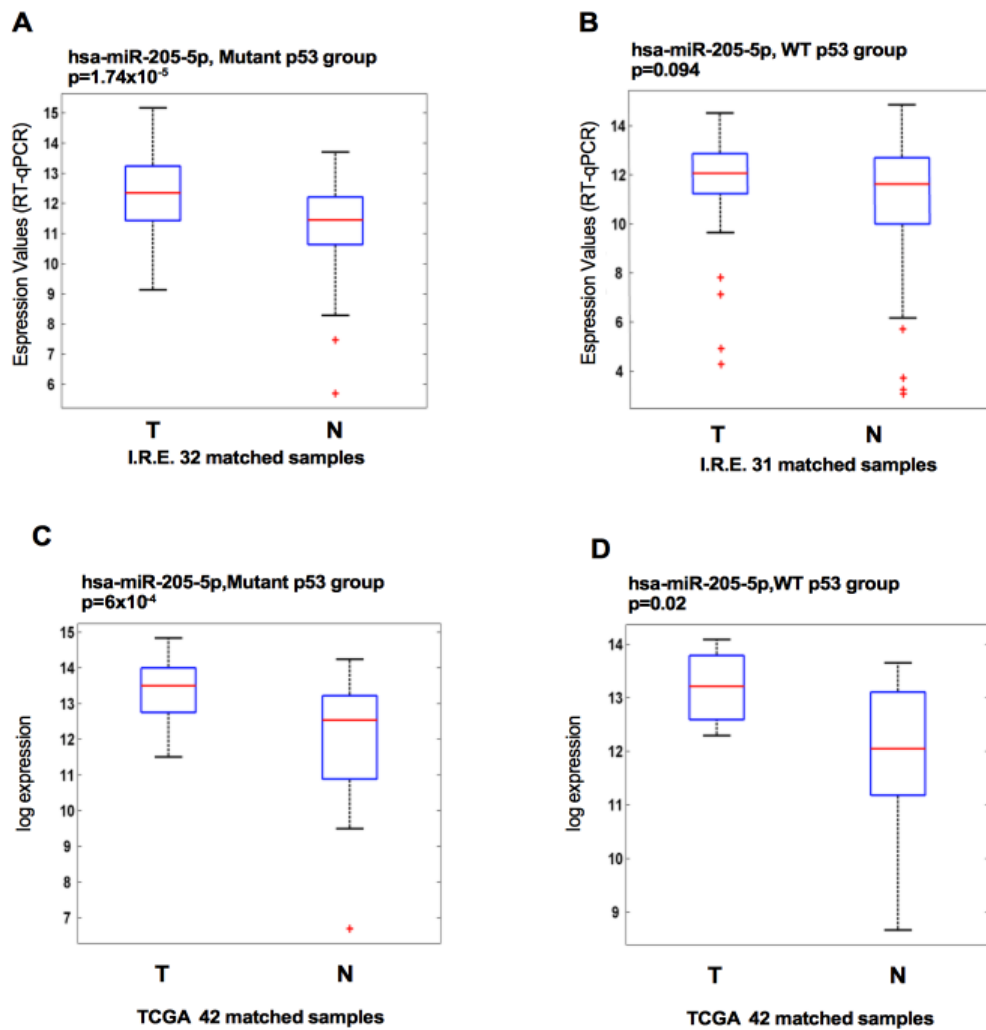 A
hsa-miR-205-5p, Mutant p53 group
p=1.74x10⁻⁵
Espression Values (RT-qPCR)
15
14
13
12
11
10
9
8
7
6
T N
I.R.E. 32 matched samples
B
hsa-miR-205-5p, WT p53 group
p=0.094
Espression Values (RT-qPCR)
14
12
10
8
6
4
T N
I.R.E. 31 matched samples
C
hsa-miR-205-5p,Mutant p53 group
p=6x10⁻⁴
log expression
15
14
13
12
11
10
9
8
7
T N
TCGA 42 matched samples
D
hsa-miR-205-5p,WT p53 group
p=0.02
log expression
14
13
12
11
10
9
T N
TCGA 42 matched samples